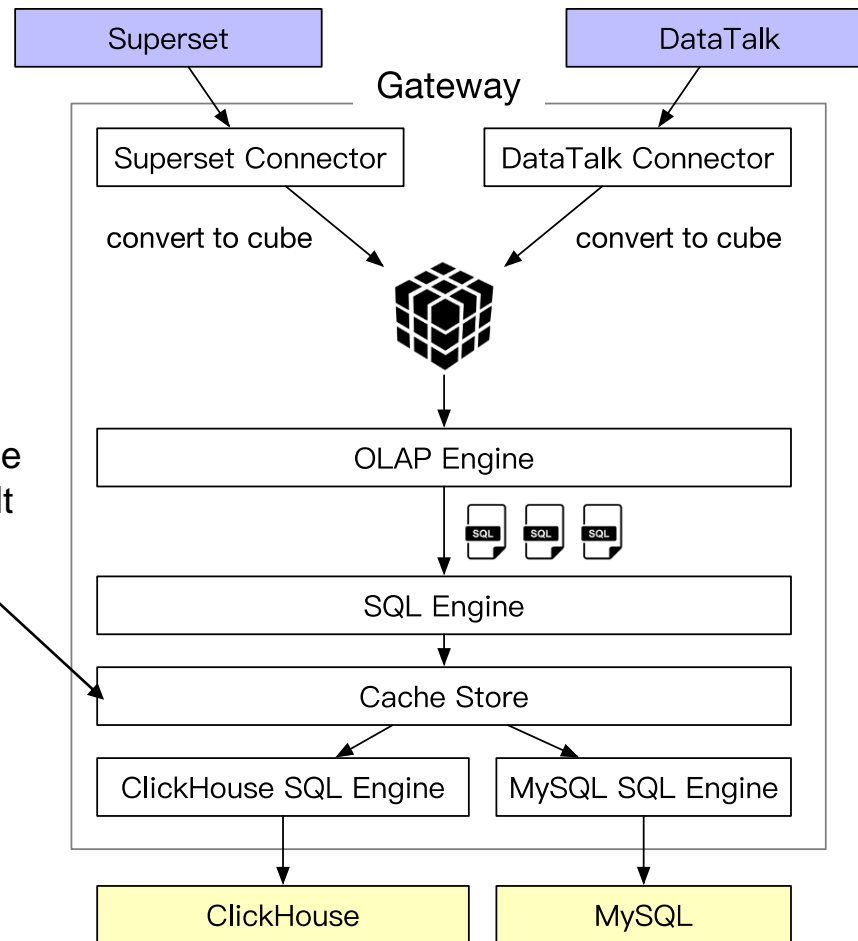 Superset
DataTalk
Gateway
Superset Connector
DataTalk Connector
convert to cube
convert to cube
OLAP Engine
SQL
SQL
SQL
SQL Engine
Cache Store
ClickHouse SQL Engine
MySQL SQL Engine
ClickHouse
MySQL